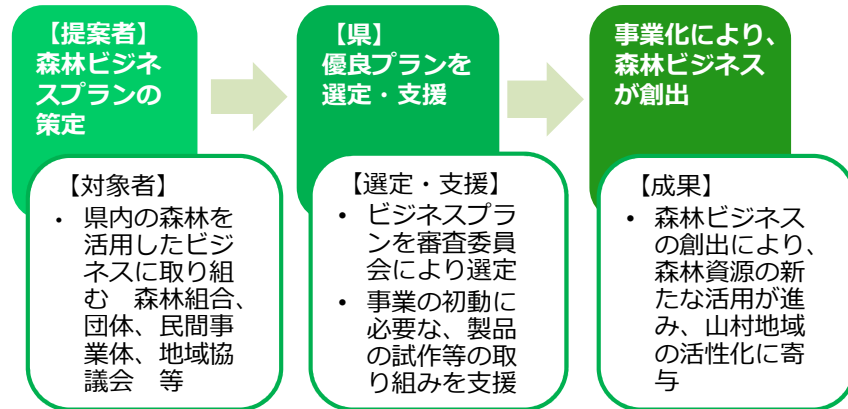 【提案者】
森林ビジネ
スプランの
策定
【対象者】
• 県内の森林を
活用したビジ
ネスに取り組
む 森林組合、
団体、民間事
業体、地域協
議会 等
【県】
優良プランを
選定・支援
【選定・支援】
• ビジネスプラ
ンを審査委員
会により選定
• 事業の初動に
必要な、製品
の試作等の取
り組みを支援
事業化により、
森林ビジネス
が創出
【成果】
• 森林ビジネス
の創出により、
森林資源の新
たな活用が進
み、山村地域
の活性化に寄
与